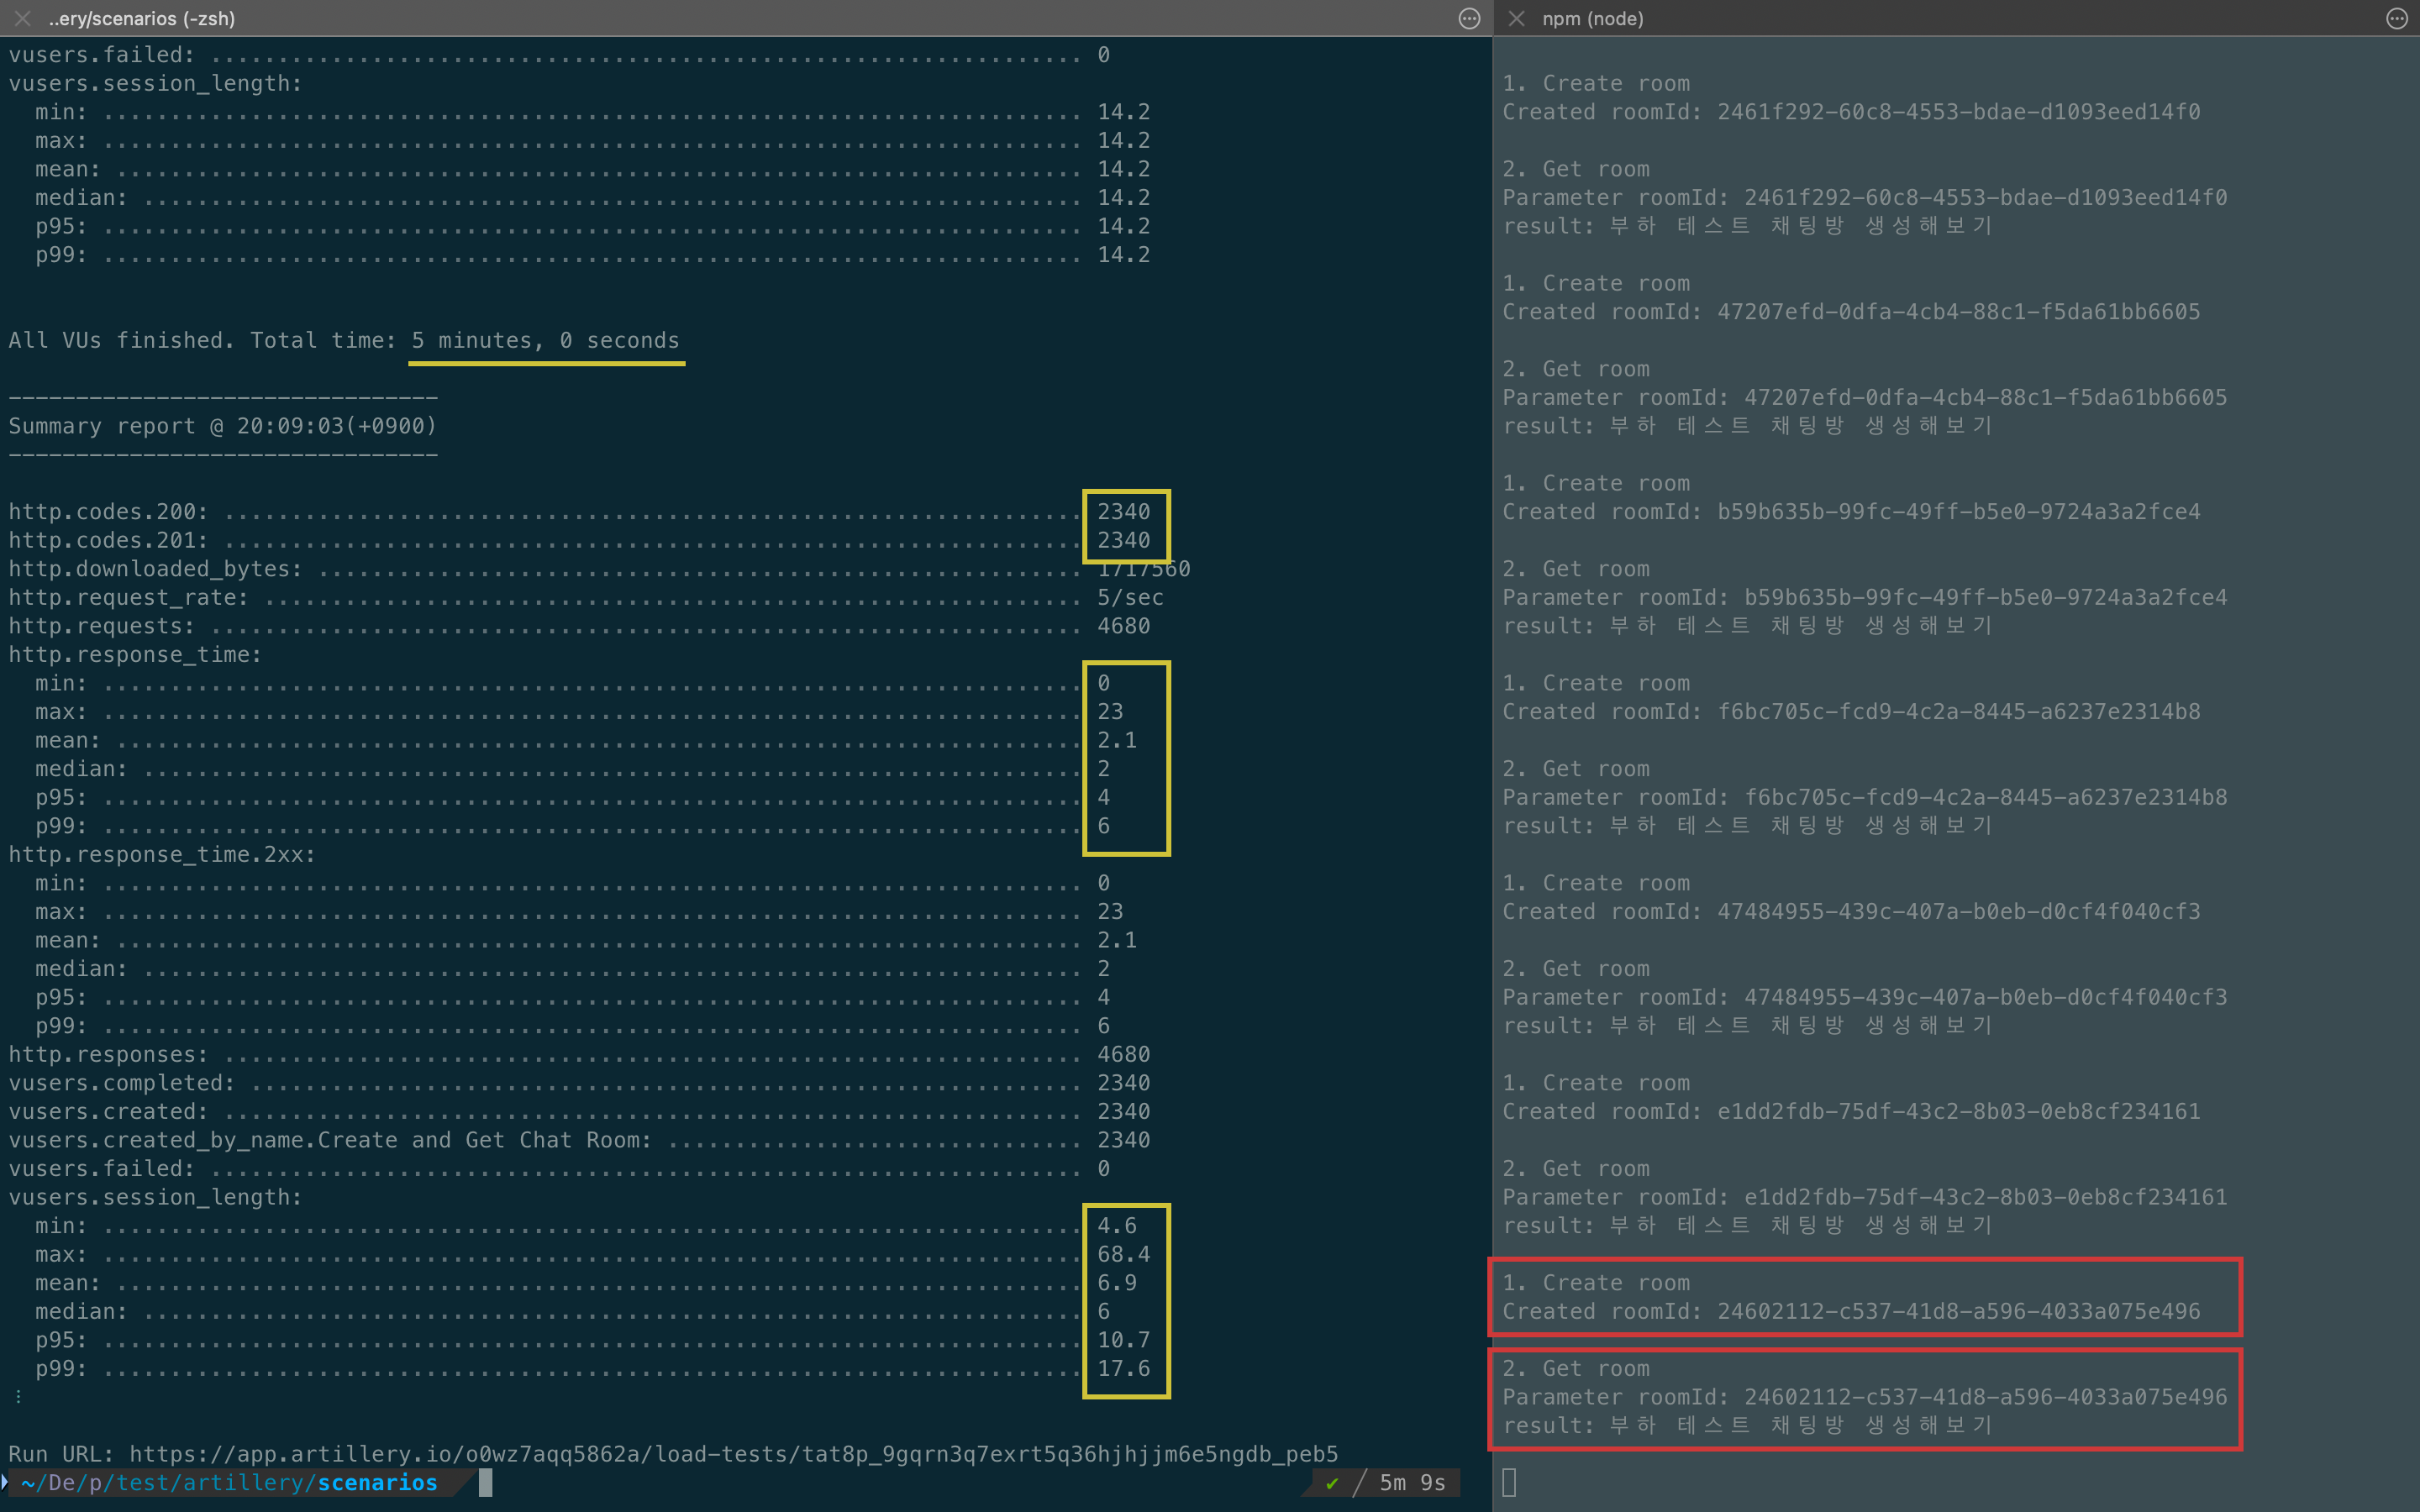 ..ery/scenarios (-zsh)
vusers.failed: ................................................................. 0
vusers.session_length:
min: ......................................................................... 14.2
max: ......................................................................... 14.2
mean: ........................................................................ 14.2
median: ...................................................................... 14.2
p95: ......................................................................... 14.2
p99: ......................................................................... 14.2
All VUs finished. Total time: 5 minutes, 0 seconds
--------------------------------
Summary report @ 20:09:03(+0900)
--------------------------------
http.codes.200: ................................................................ 2340
http.codes.201: ................................................................ 2340
http.downloaded_bytes: ......................................................... 1717560
http.request_rate: ............................................................. 5/sec
http.requests: ................................................................. 4680
http.response_time:
min: ......................................................................... 0
max: ......................................................................... 23
mean: ........................................................................ 2.1
median: ...................................................................... 2
p95: ......................................................................... 4
p99: ......................................................................... 6
http.response_time.2xx:
min: ......................................................................... 0
max: ......................................................................... 23
mean: ........................................................................ 2.1
median: ...................................................................... 2
p95: ......................................................................... 4
p99: ......................................................................... 6
http.responses: ................................................................ 4680
vusers.completed: .............................................................. 2340
vusers.created: ................................................................ 2340
vusers.created_by_name.Create and Get Chat Room: ............................... 2340
vusers.failed: ................................................................. 0
vusers.session_length:
min: ......................................................................... 4.6
max: ......................................................................... 68.4
mean: ........................................................................ 6.9
median: ...................................................................... 6
p95: ......................................................................... 10.7
p99: ......................................................................... 17.6
⋮
Run URL: https://app.artillery.io/o0wz7aqq5862a/load-tests/tat8p_9gqrn3q7exrt5q36hjhjjm6e5ngdb_peb5
~/De/p/test/artillery/scenarios ✔ / 5m 9s
npm (node)
1. Create room
Created roomId: 2461f292-60c8-4553-bdae-d1093eed14f0
2. Get room
Parameter roomId: 2461f292-60c8-4553-bdae-d1093eed14f0
result: 부하 테스트 채팅방 생성해보기
1. Create room
Created roomId: 47207efd-0dfa-4cb4-88c1-f5da61bb6605
2. Get room
Parameter roomId: 47207efd-0dfa-4cb4-88c1-f5da61bb6605
result: 부하 테스트 채팅방 생성해보기
1. Create room
Created roomId: b59b635b-99fc-49ff-b5e0-9724a3a2fce4
2. Get room
Parameter roomId: b59b635b-99fc-49ff-b5e0-9724a3a2fce4
result: 부하 테스트 채팅방 생성해보기
1. Create room
Created roomId: f6bc705c-fcd9-4c2a-8445-a6237e2314b8
2. Get room
Parameter roomId: f6bc705c-fcd9-4c2a-8445-a6237e2314b8
result: 부하 테스트 채팅방 생성해보기
1. Create room
Created roomId: 47484955-439c-407a-b0eb-d0cf4f040cf3
2. Get room
Parameter roomId: 47484955-439c-407a-b0eb-d0cf4f040cf3
result: 부하 테스트 채팅방 생성해보기
1. Create room
Created roomId: e1dd2fdb-75df-43c2-8b03-0eb8cf234161
2. Get room
Parameter roomId: e1dd2fdb-75df-43c2-8b03-0eb8cf234161
result: 부하 테스트 채팅방 생성해보기
1. Create room
Created roomId: 24602112-c537-41d8-a596-4033a075e496
2. Get room
Parameter roomId: 24602112-c537-41d8-a596-4033a075e496
result: 부하 테스트 채팅방 생성해보기